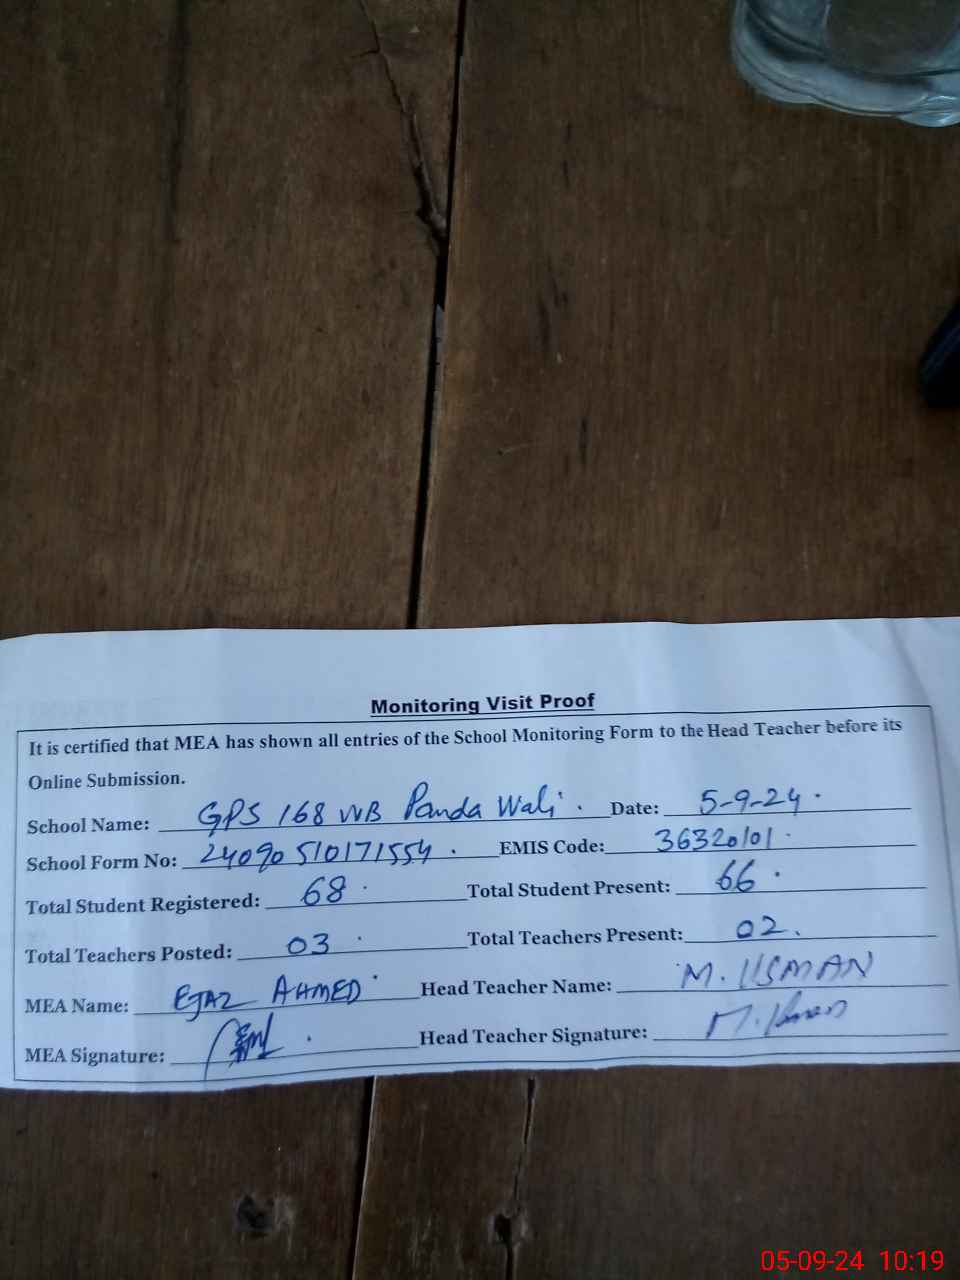 Monitoring Visit Proof
It is certified that MEA has shown all entries of the School Monitoring Form to the Head Teacher before its
Online Submission.
School Name: GPS 168 WB Panda Wali. Date: 5-9-24.
School Form No: 24090510171554. EMIS Code: 36320101.
Total Student Registered: 68. Total Student Present: 66.
Total Teachers Posted: 03. Total Teachers Present: 02.
MEA Name: EJAZ AHMED. Head Teacher Name: M. USMAN
MEA Signature: Head Teacher Signature:
05-09-24 10:19